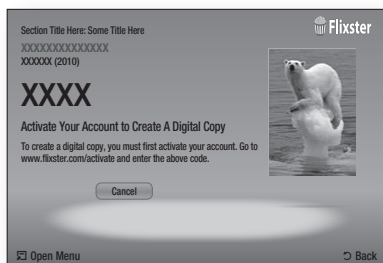 Section Title Here: Some Title Here
Flixster
XXXXXXXXXXXXXX
XXXXXX (2010)
XXXX
Activate Your Account to Create A Digital Copy
To create a digital copy, you must first activate your account. Go to
www.flixster.com/activate and enter the above code.
Cancel
Open Menu
Back